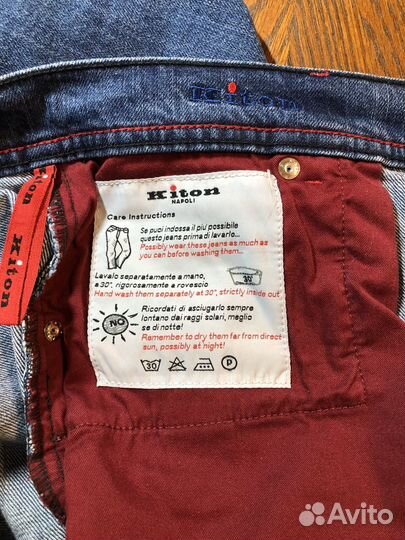 Kiton
Kiton
NAPOLI
Care Instructions
Se puoi indossa il piu possibile
questo jeans prima di lavarlo...
Possibly wear these jeans as much as
you can before washing them...
Lavalo separatamente a mano,
a 30°, rigorosamente a rovescio
30°
Hand wash them separately at 30°, strictly inside out
NO
Ricordati di asciugarlo sempre
lontano dai raggi solari, meglio
se di notte!
Remember to dry them far from direct
sun, possibly at night!
30
P
Kiton
Avito